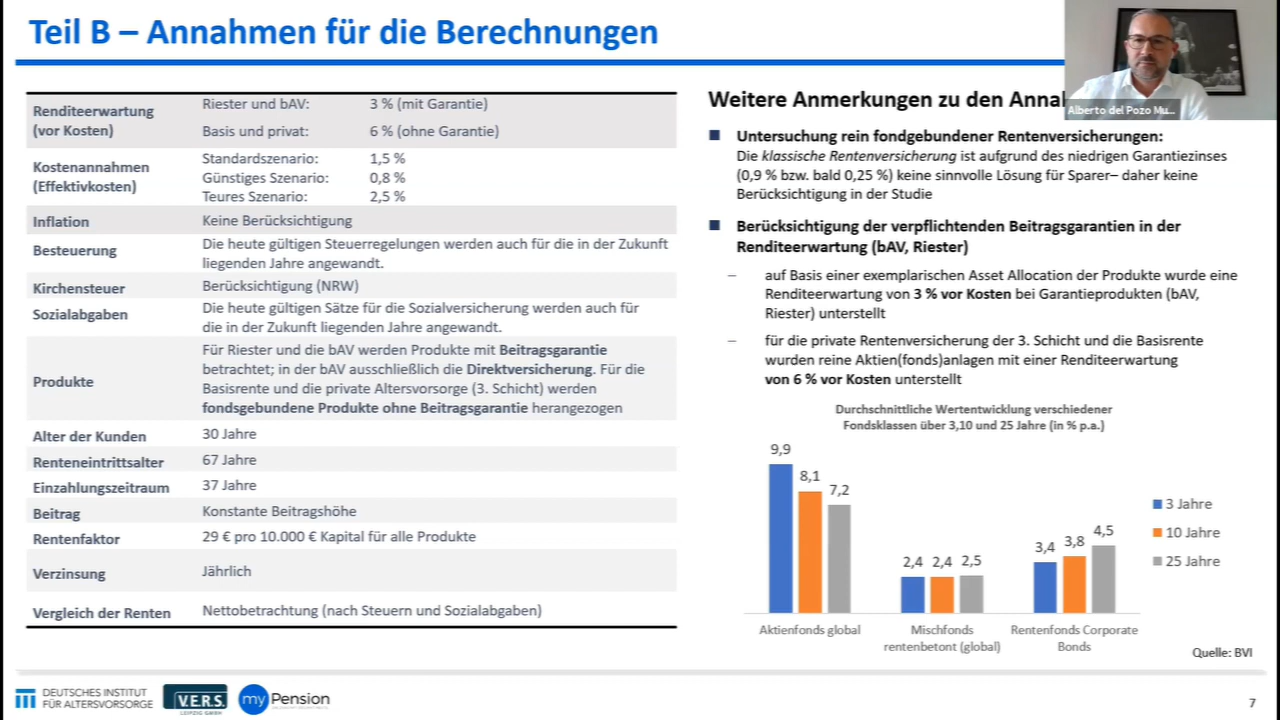 Teil B – Annahmen für die Berechnungen
Alberto del Pozo Mu...
Renditeerwartung
(vor Kosten)
Riester und bAV: 3 % (mit Garantie)
Basis und privat: 6 % (ohne Garantie)
Kostenannahmen
(Effektivkosten)
Standardszenario: 1,5 %
Günstiges Szenario: 0,8 %
Teures Szenario: 2,5 %
Inflation
Keine Berücksichtigung
Besteuerung
Die heute gültigen Steuerregelungen werden auch für die in der Zukunft
liegenden Jahre angewandt.
Kirchensteuer
Berücksichtigung (NRW)
Sozialabgaben
Die heute gültigen Sätze für die Sozialversicherung werden auch für
die in der Zukunft liegenden Jahre angewandt.
Produkte
Für Riester und die bAV werden Produkte mit Beitragsgarantie
betrachtet; in der bAV ausschließlich die Direktversicherung. Für die
Basisrente und die private Altersvorsorge (3. Schicht) werden
fondsgebundene Produkte ohne Beitragsgarantie herangezogen
Alter der Kunden
30 Jahre
Renteneintrittsalter
67 Jahre
Einzahlungszeitraum
37 Jahre
Beitrag
Konstante Beitragshöhe
Rentenfaktor
29 € pro 10.000 € Kapital für alle Produkte
Verzinsung
Jährlich
Vergleich der Renten
Nettobetrachtung (nach Steuern und Sozialabgaben)
Weitere Anmerkungen zu den
Untersuchung rein fondgebundener Rentenversicherungen:
Die klassische Rentenversicherung ist aufgrund des niedrigen Garantiezinses
(0,9 % bzw. bald 0,25 %) keine sinnvolle Lösung für Sparer– daher keine
Berücksichtigung in der Studie
Berücksichtigung der verpflichtenden Beitragsgarantien in der
Renditeerwartung (bAV, Riester)
– auf Basis einer exemplarischen Asset Allocation der Produkte wurde eine
Renditeerwartung von 3 % vor Kosten bei Garantieprodukten (bAV,
Riester) unterstellt
– für die private Rentenversicherung der 3. Schicht und die Basisrente
wurden reine Aktien(fonds)anlagen mit einer Renditeerwartung
von 6 % vor Kosten unterstellt
Durchschnittliche Wertentwicklung verschiedener
Fondsklassen über 3,10 und 25 Jahre (in % p.a.)
9,9
8,1
7,2
2,4
2,4
2,5
3,4
3,8
4,5
3 Jahre
10 Jahre
25 Jahre
Aktienfonds global
Mischfonds
rentenbetont (global)
Rentenfonds Corporate
Bonds
Quelle: BVI
DEUTSCHES INSTITUT
FÜR ALTERSVORSORGE
V.E.R.S.
LEIPZIG GMBH
myPension
7